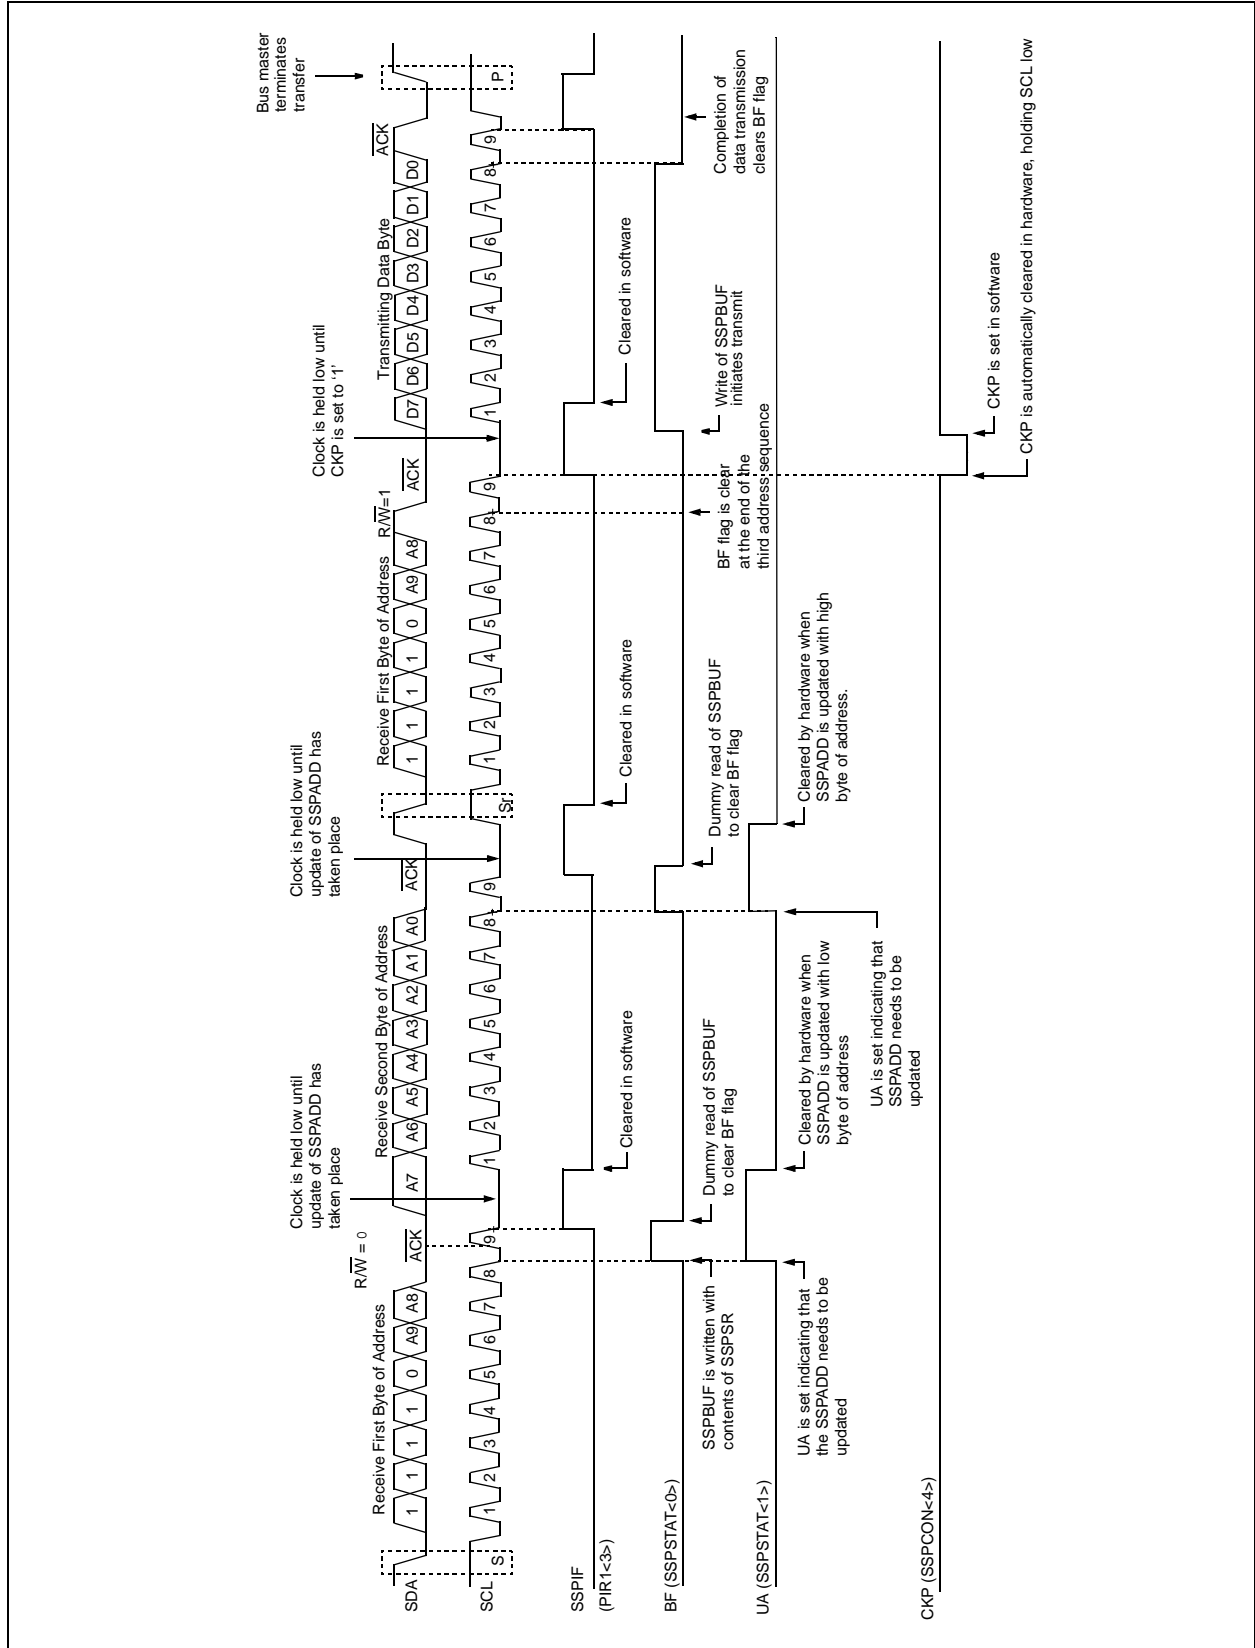 Clock is held low until
update of SSPADD has
taken place
Clock is held low until
update of SSPADD has
taken place
Clock is held low until
CKP is set to ‘1’
Bus master
terminates
transfer
R/W̅ = 0
R/W̅=1
Receive First Byte of Address
Receive Second Byte of Address
Receive First Byte of Address
Transmitting Data Byte
A̅C̅K̅
A̅C̅K̅
A̅C̅K̅
A̅C̅K̅
SDA
1 1 1 1 0 A9 A8
A7 A6 A5 A4 A3 A2 A1 A0
1 1 1 1 0 A9 A8
D7 D6 D5 D4 D3 D2 D1 D0
SCL
S
1 2 3 4 5 6 7 8 9
1 2 3 4 5 6 7 8 9
Sr
1 2 3 4 5 6 7 8 9
1 2 3 4 5 6 7 8 9
P
SSPIF
(PIR1<3>)
Cleared in software
Cleared in software
Cleared in software
BF (SSPSTAT<0>)
SSPBUF is written with
contents of SSPSR
Dummy read of SSPBUF
to clear BF flag
Dummy read of SSPBUF
to clear BF flag
BF flag is clear
at the end of the
third address sequence
Write of SSPBUF
initiates transmit
Completion of
data transmission
clears BF flag
UA (SSPSTAT<1>)
UA is set indicating that
the SSPADD needs to be
updated
Cleared by hardware when
SSPADD is updated with low
byte of address
UA is set indicating that
SSPADD needs to be
updated
Cleared by hardware when
SSPADD is updated with high
byte of address.
CKP (SSPCON<4>)
CKP is set in software
CKP is automatically cleared in hardware, holding SCL low